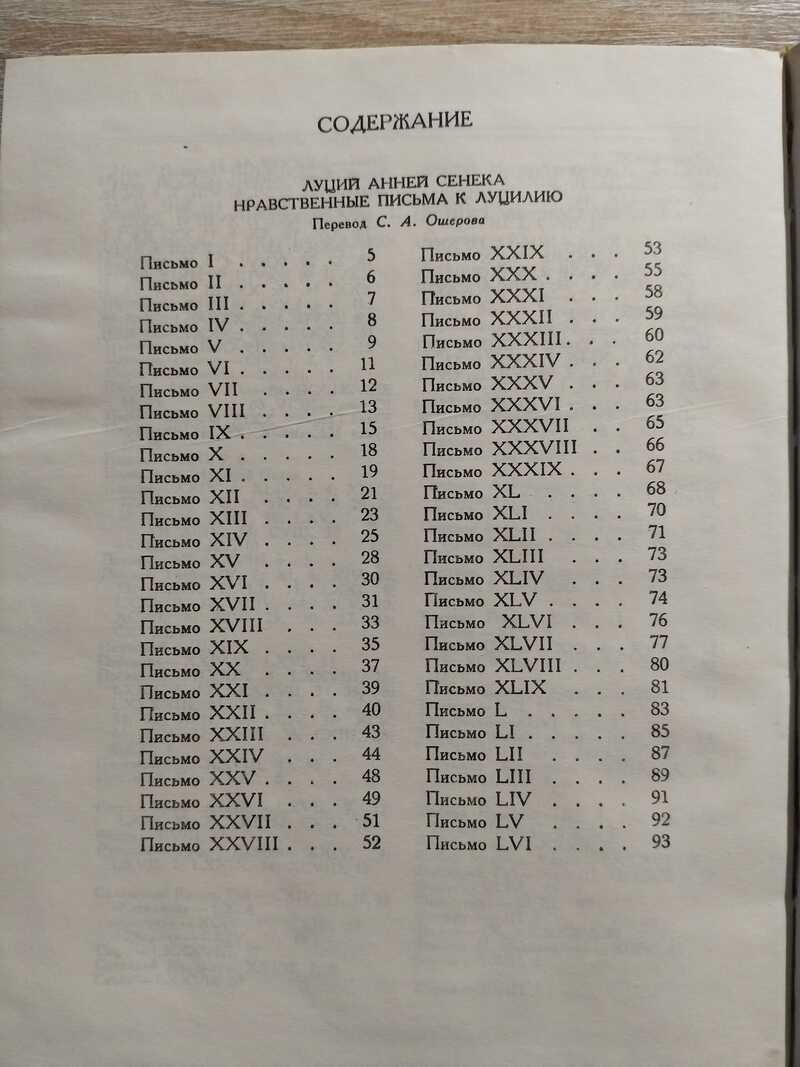 СОДЕРЖАНИЕ
ЛУЦИЙ АННЕЙ СЕНЕКА
НРАВСТВЕННЫЕ ПИСЬМА К ЛУЦИЛИЮ
Перевод С. А. Ошерова
Письмо I . . . . . 5
Письмо II . . . . . 6
Письмо III . . . . . 7
Письмо IV . . . . . 8
Письмо V . . . . . 9
Письмо VI . . . . . 11
Письмо VII . . . . 12
Письмо VIII . . . . 13
Письмо IX . . . . . 15
Письмо X . . . . . 18
Письмо XI . . . . . 19
Письмо XII . . . . 21
Письмо XIII . . . . 23
Письмо XIV . . . . 25
Письмо XV . . . . 28
Письмо XVI . . . . 30
Письмо XVII . . . . 31
Письмо XVIII . . . 33
Письмо XIX . . . . 35
Письмо XX . . . . 37
Письмо XXI . . . . 39
Письмо XXII . . . . 40
Письмо XXIII . . . 43
Письмо XXIV . . . 44
Письмо XXV . . . . 48
Письмо XXVI . . . 49
Письмо XXVII . . . 51
Письмо XXVIII . . . 52
Письмо XXIX . . . 53
Письмо XXX . . . . 55
Письмо XXXI . . . 58
Письмо XXXII . . . 59
Письмо XXXIII . . . 60
Письмо XXXIV . . . 62
Письмо XXXV . . . 63
Письмо XXXVI . . . 63
Письмо XXXVII . . 65
Письмо XXXVIII . . 66
Письмо XXXIX . . . 67
Письмо XL . . . . 68
Письмо XLI . . . . 70
Письмо XLII . . . . 71
Письмо XLIII . . . 73
Письмо XLIV . . . 73
Письмо XLV . . . . 74
Письмо XLVI . . . 76
Письмо XLVII . . . 77
Письмо XLVIII . . . 80
Письмо XLIX . . . 81
Письмо L . . . . . 83
Письмо LI . . . . . 85
Письмо LII . . . . 87
Письмо LIII . . . . 89
Письмо LIV . . . . 91
Письмо LV . . . . 92
Письмо LVI . . . . 93